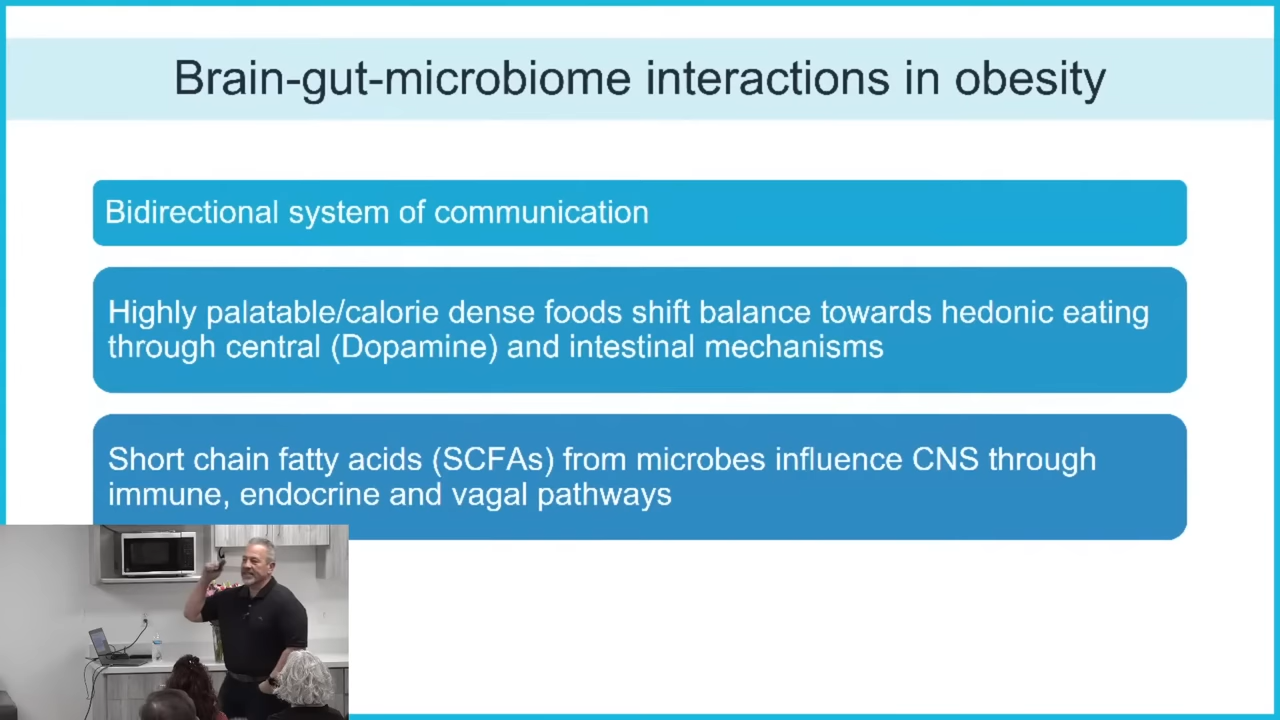 Brain-gut-microbiome interactions in obesity
Bidirectional system of communication
Highly palatable/calorie dense foods shift balance towards hedonic eating
through central (Dopamine) and intestinal mechanisms
Short chain fatty acids (SCFAs) from microbes influence CNS through
immune, endocrine and vagal pathways